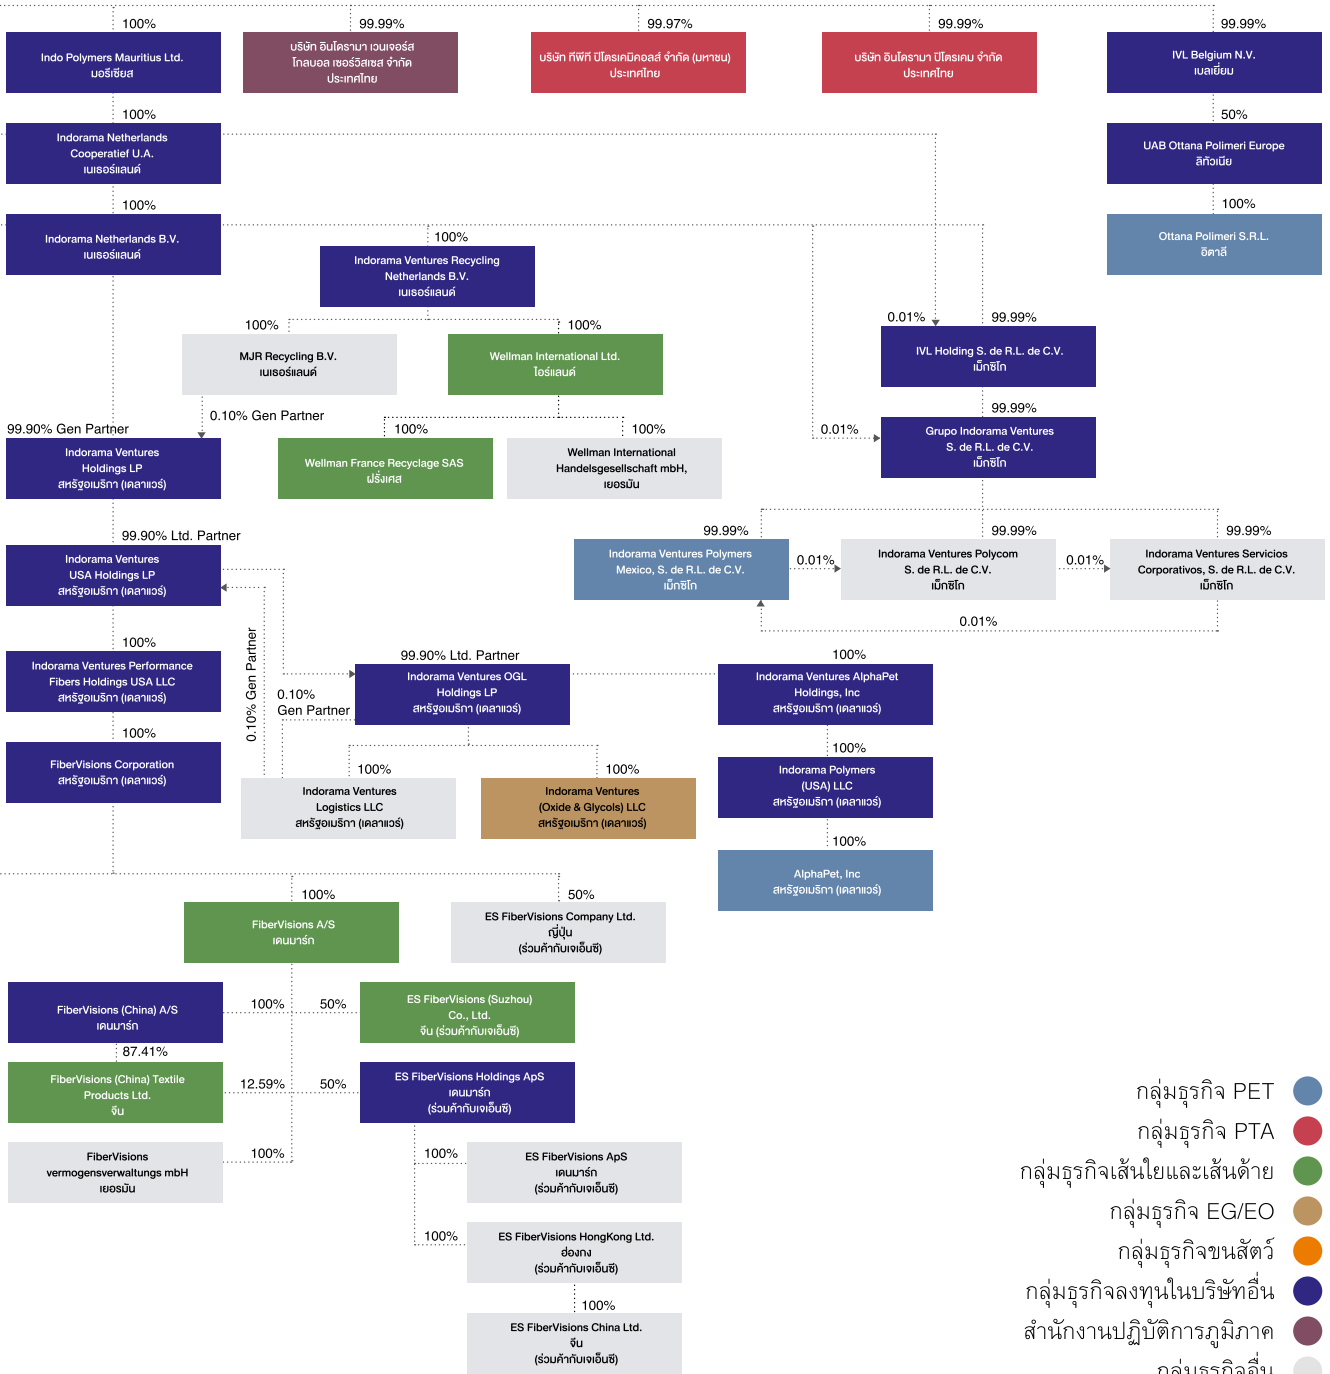 100%
99.99%
99.97%
99.99%
99.99%
Indo Polymers Mauritius Ltd.
มอรีเชียส
บริษัท อินโดรามา เวนเจอร์ส
โกลบอล เซอร์วิสเซส จำกัด
ประเทศไทย
บริษัท ทีพีที ปิโตรเคมิคอลส์ จำกัด (มหาชน)
ประเทศไทย
บริษัท อินโดรามา ปิโตรเคม จำกัด
ประเทศไทย
IVL Belgium N.V.
เบลเยี่ยม
100%
50%
Indorama Netherlands
Cooperatief U.A.
เนเธอร์แลนด์
UAB Ottana Polimeri Europe
ลิทัวเนีย
100%
100%
Indorama Netherlands B.V.
เนเธอร์แลนด์
Ottana Polimeri S.R.L.
อิตาลี
100%
Indorama Ventures Recycling
Netherlands B.V.
เนเธอร์แลนด์
100%
100%
0.01%
99.99%
MJR Recycling B.V.
เนเธอร์แลนด์
Wellman International Ltd.
ไอร์แลนด์
IVL Holding S. de R.L. de C.V.
เม็กซิโก
0.10% Gen Partner
99.99%
99.90% Gen Partner
100%
100%
0.01%
Indorama Ventures
Holdings LP
สหรัฐอเมริกา (เดลาแวร์)
Wellman France Recyclage SAS
ฝรั่งเศส
Wellman International
Handelsgesellschaft mbH,
เยอรมัน
Grupo Indorama Ventures
S. de R.L. de C.V.
เม็กซิโก
99.90% Ltd. Partner
99.99%
99.99%
99.99%
Indorama Ventures
USA Holdings LP
สหรัฐอเมริกา (เดลาแวร์)
Indorama Ventures Polymers
Mexico, S. de R.L. de C.V.
เม็กซิโก
0.01%
Indorama Ventures Polycom
S. de R.L. de C.V.
เม็กซิโก
0.01%
Indorama Ventures Servicios
Corporativos, S. de R.L. de C.V.
เม็กซิโก
0.01%
100%
0.10% Gen Partner
99.90% Ltd. Partner
100%
Indorama Ventures Performance
Fibers Holdings USA LLC
สหรัฐอเมริกา (เดลาแวร์)
0.10%
Gen Partner
Indorama Ventures OGL
Holdings LP
สหรัฐอเมริกา (เดลาแวร์)
Indorama Ventures AlphaPet
Holdings, Inc
สหรัฐอเมริกา (เดลาแวร์)
100%
100%
FiberVisions Corporation
สหรัฐอเมริกา (เดลาแวร์)
100%
100%
Indorama Ventures
Logistics LLC
สหรัฐอเมริกา (เดลาแวร์)
Indorama Ventures
(Oxide & Glycols) LLC
สหรัฐอเมริกา (เดลาแวร์)
Indorama Polymers
(USA) LLC
สหรัฐอเมริกา (เดลาแวร์)
100%
AlphaPet, Inc
สหรัฐอเมริกา (เดลาแวร์)
100%
50%
FiberVisions A/S
เดนมาร์ก
ES FiberVisions Company Ltd.
ญี่ปุ่น
(ร่วมค้ากับเจเอ็นซี)
FiberVisions (China) A/S
เดนมาร์ก
100%
50%
ES FiberVisions (Suzhou)
Co., Ltd.
จีน (ร่วมค้ากับเจเอ็นซี)
87.41%
FiberVisions (China) Textile
Products Ltd.
จีน
12.59%
50%
ES FiberVisions Holdings ApS
เดนมาร์ก
(ร่วมค้ากับเจเอ็นซี)
FiberVisions
vermogensverwaltungs mbH
เยอรมัน
100%
100%
ES FiberVisions ApS
เดนมาร์ก
(ร่วมค้ากับเจเอ็นซี)
100%
ES FiberVisions HongKong Ltd.
ฮ่องกง
(ร่วมค้ากับเจเอ็นซี)
100%
ES FiberVisions China Ltd.
จีน
(ร่วมค้ากับเจเอ็นซี)
กลุ่มธุรกิจ PET
กลุ่มธุรกิจ PTA
กลุ่มธุรกิจเส้นใยและเส้นด้าย
กลุ่มธุรกิจ EG/EO
กลุ่มธุรกิจขนสัตว์
กลุ่มธุรกิจลงทุนในบริษัทอื่น
สำนักงานปฏิบัติการภูมิภาค
กลุ่มธุรกิจอื่น